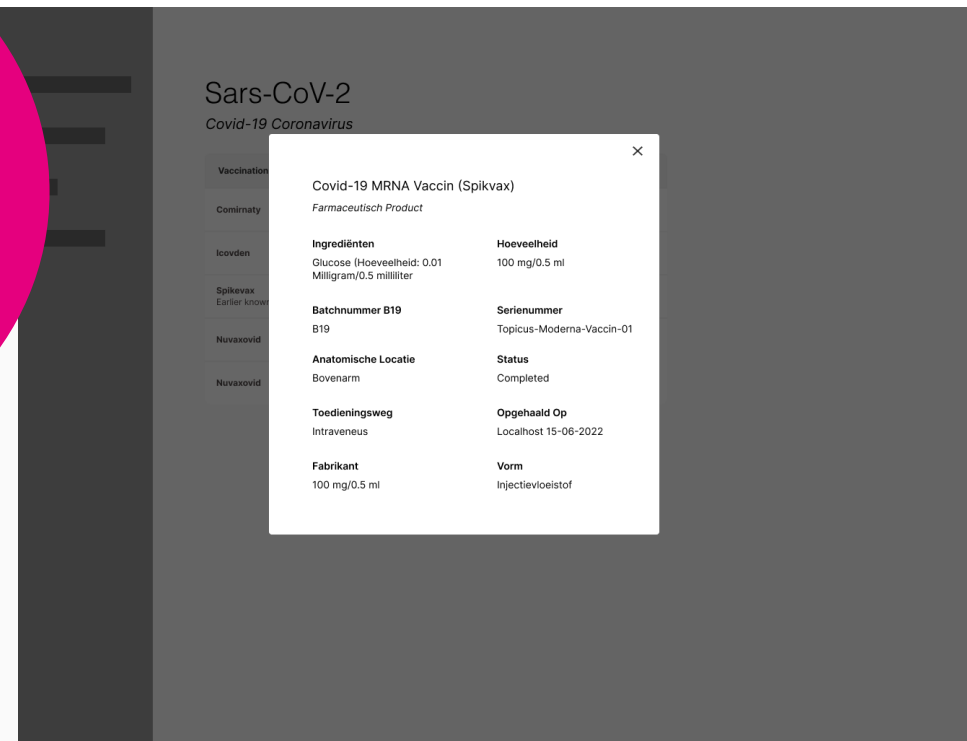 Sars-CoV-2
Covid-19 Coronavirus
Vaccination
Comirnaty
Icovden
Spikevax
Earlier known
Nuvaxovid
Nuvaxovid
Covid-19 MRNA Vaccin (Spikvax)
Farmaceutisch Product
Ingrediënten
Glucose (Hoeveelheid: 0.01
Milligram/0.5 milliliter
Hoeveelheid
100 mg/0.5 ml
Batchnummer B19
B19
Serienummer
Topicus-Moderna-Vaccin-01
Anatomische Locatie
Bovenarm
Status
Completed
Toedieningsweg
Intraveneus
Opgehaald Op
Localhost 15-06-2022
Fabrikant
100 mg/0.5 ml
Vorm
Injectievloeistof